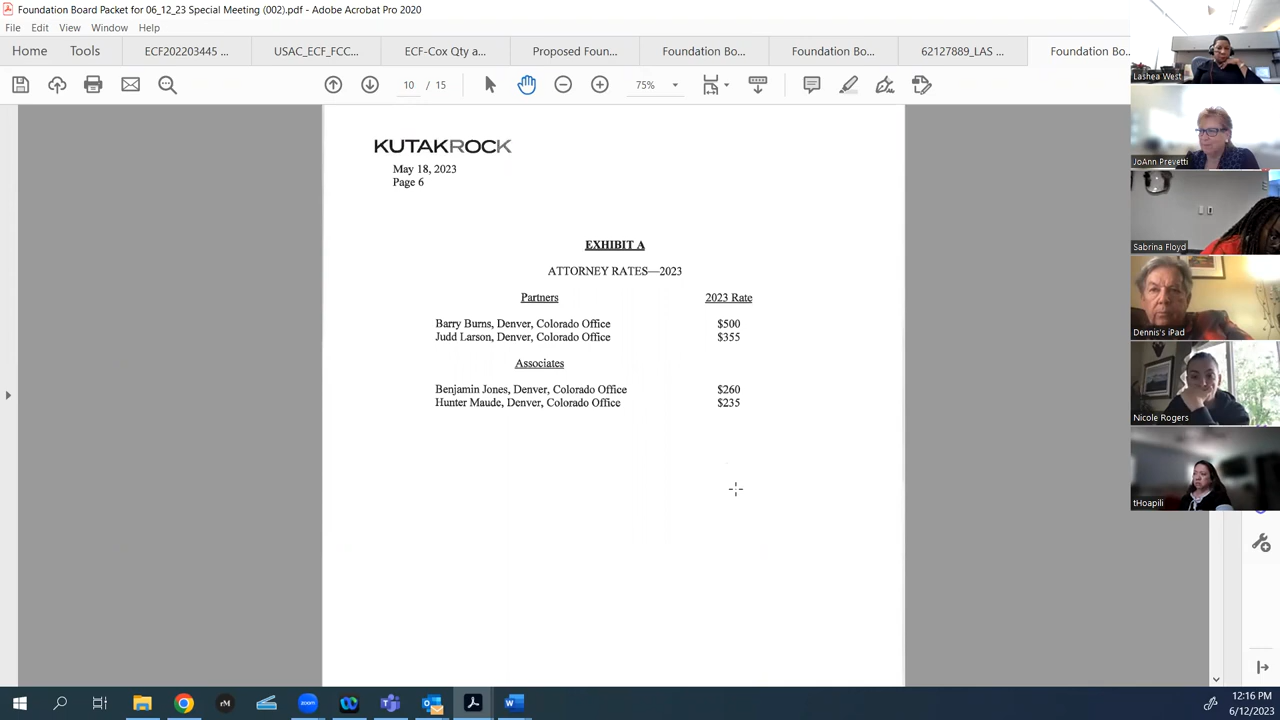 Foundation Board Packet for 06_12_23 Special Meeting (002).pdf - Adobe Acrobat Pro 2020
File Edit View Window Help
Home Tools ECF202203445 ... USAC_ECF_FCC... ECF-Cox Qty a... Proposed Foun... Foundation Bo... Foundation Bo... 62127899_LAS ... Foundation Bo...
10 / 15 75%
KUTAKROCK
May 18, 2023
Page 6
EXHIBIT A
ATTORNEY RATES—2023
Partners 2023 Rate
Barry Burns, Denver, Colorado Office $500
Judd Larson, Denver, Colorado Office $355
Associates
Benjamin Jones, Denver, Colorado Office $260
Hunter Maude, Denver, Colorado Office $235
Lashea West
JoAnn Prevetti
Sabrina Floyd
Dennis's iPad
Nicole Rogers
tHoapili
zoom
12:16 PM
6/12/2023